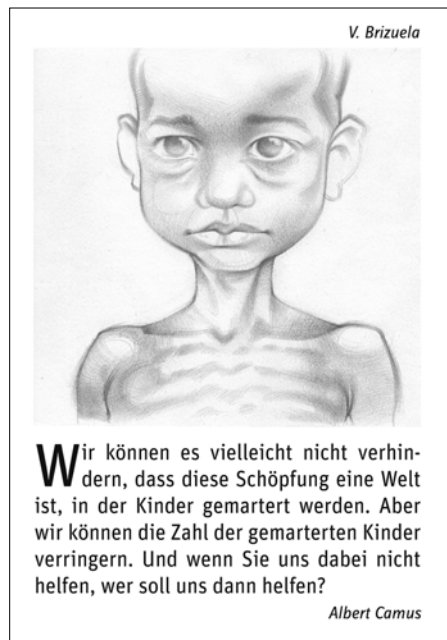 V. Brizuela
Wir können es vielleicht nicht verhin-
dern, dass diese Schöpfung eine Welt
ist, in der Kinder gemartert werden. Aber
wir können die Zahl der gemarterten Kinder
verringern. Und wenn Sie uns dabei nicht
helfen, wer soll uns dann helfen?
Albert Camus